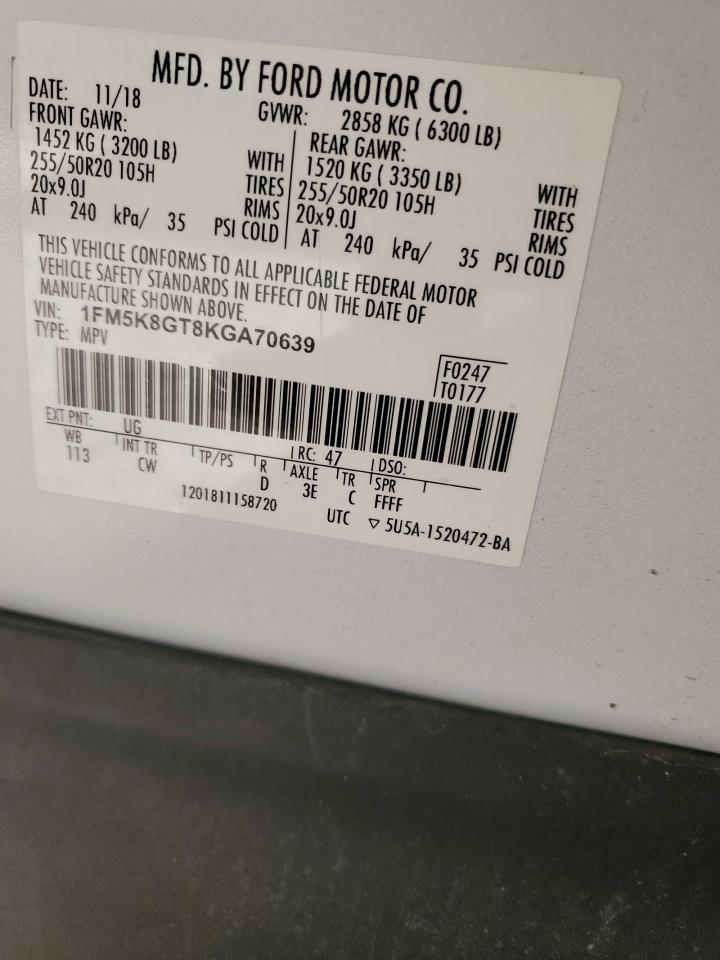 MFD. BY FORD MOTOR CO.
DATE: 11/18 GVWR: 2858 KG ( 6300 LB)
FRONT GAWR: REAR GAWR:
1452 KG ( 3200 LB) WITH 1520 KG ( 3350 LB) WITH
255/50R20 105H TIRES 255/50R20 105H TIRES
20x9.0J RIMS 20x9.0J RIMS
AT 240 kPa/ 35 PSI COLD AT 240 kPa/ 35 PSI COLD
THIS VEHICLE CONFORMS TO ALL APPLICABLE FEDERAL MOTOR
VEHICLE SAFETY STANDARDS IN EFFECT ON THE DATE OF
MANUFACTURE SHOWN ABOVE.
VIN: 1FM5K8GT8KGA70639
TYPE: MPV
F0247
T0177
EXT PNT: UG RC: 47 DSO:
WB INT TR TP/PS R AXLE TR SPR
113 CW D 3E C FFFF
1201811158720 UTC ▽ 5U5A-1520472-BA